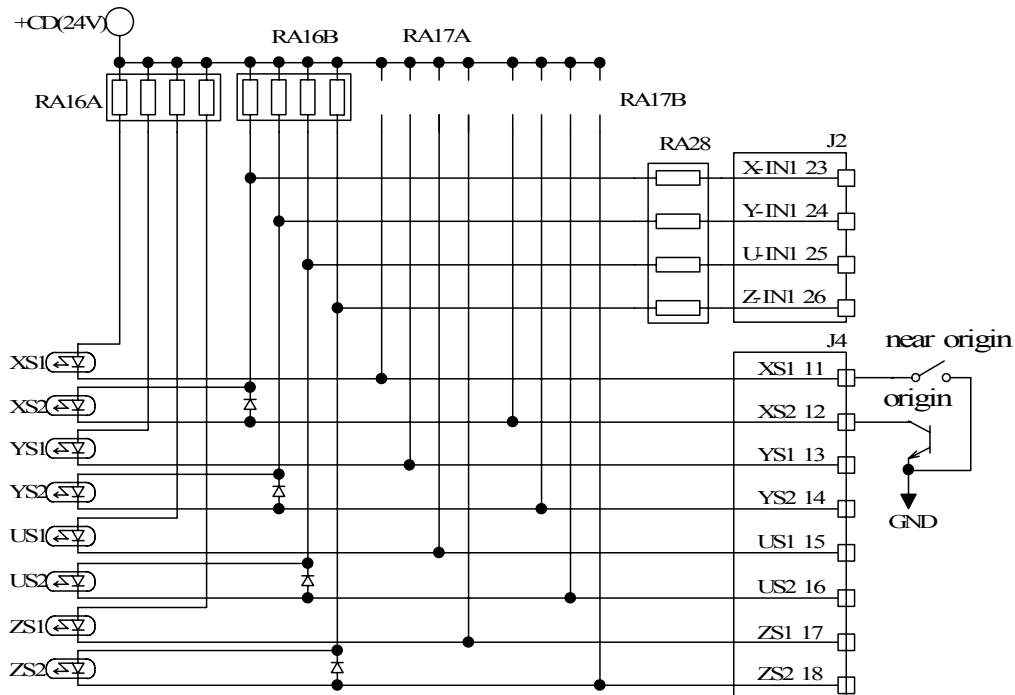 +CD(24V)
RA16B
RA17A
RA16A
RA17B
RA28
J2
X-IN1 23
Y-IN1 24
U-IN1 25
Z-IN1 26
J4
near origin
XS1
XS1 11
origin
XS2
XS2 12
YS1
YS1 13
YS2
YS2 14
GND
US1
US1 15
US2
US2 16
ZS1
ZS1 17
ZS2
ZS2 18